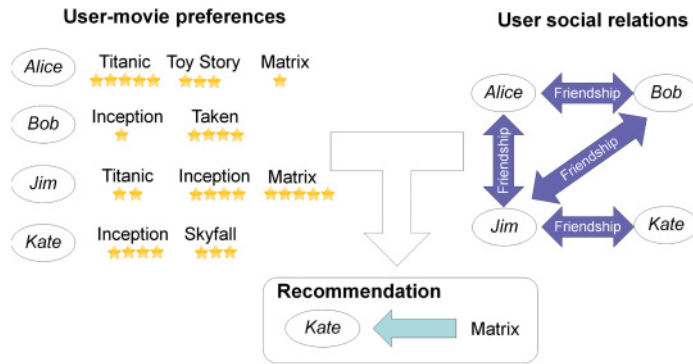 User-movie preferences
User social relations
Alice
Titanic
Toy Story
Matrix
Bob
Inception
Taken
Jim
Titanic
Inception
Matrix
Kate
Inception
Skyfall
Alice
Friendship
Bob
Friendship
Friendship
Jim
Friendship
Kate
Recommendation
Kate
Matrix